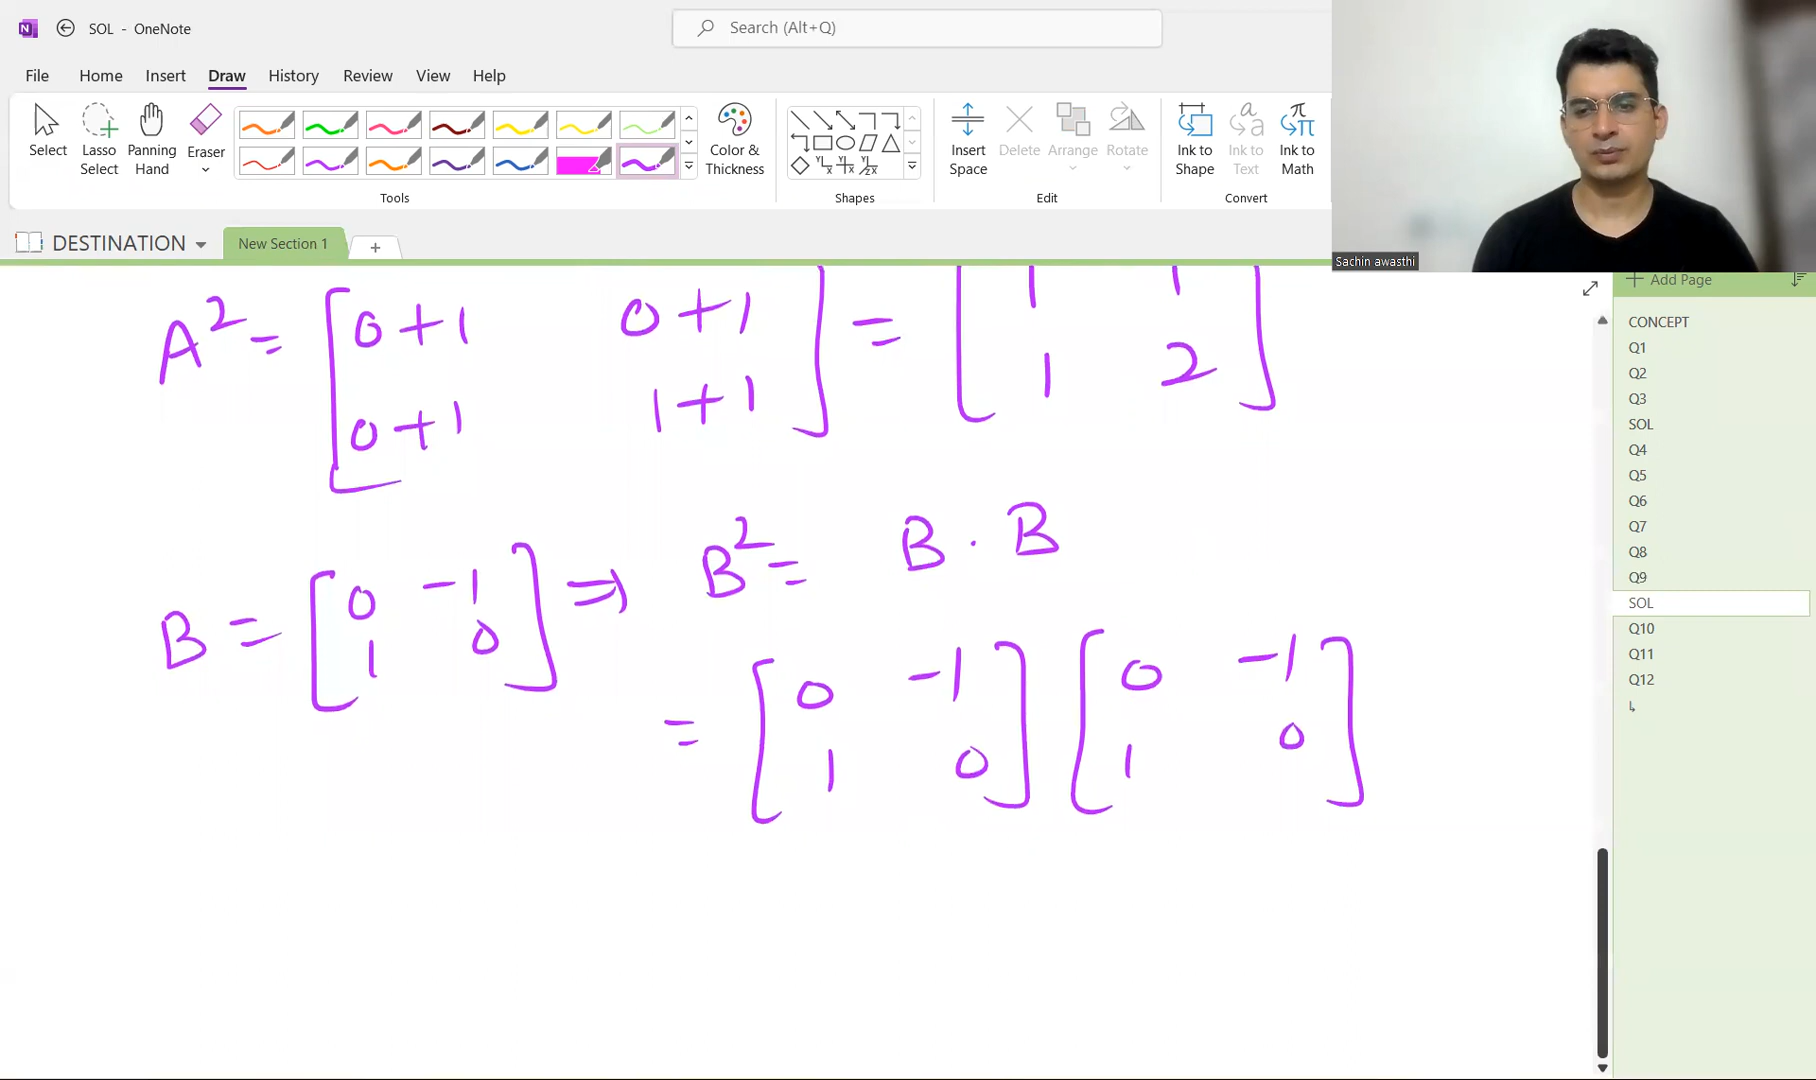 SOL - OneNote
Search (Alt+Q)
File Home Insert Draw History Review View Help
Select
Lasso Select
Panning Hand
Eraser
Color & Thickness
Insert Space
Delete
Arrange
Rotate
Ink to Shape
Ink to Text
Ink to Math
Tools
Shapes
Edit
Convert
DESTINATION
New Section 1
+
Sachin awasthi
Add Page
CONCEPT
Q1
Q2
Q3
SOL
Q4
Q5
Q6
Q7
Q8
Q9
SOL
Q10
Q11
Q12
A² = [0+1 0+1 = [1 1
0+1 1+1] 1 2]
B = [0 -1 ⇒ B² = B · B
1 0]
= [0 -1 [0 -1
1 0] 1 0]